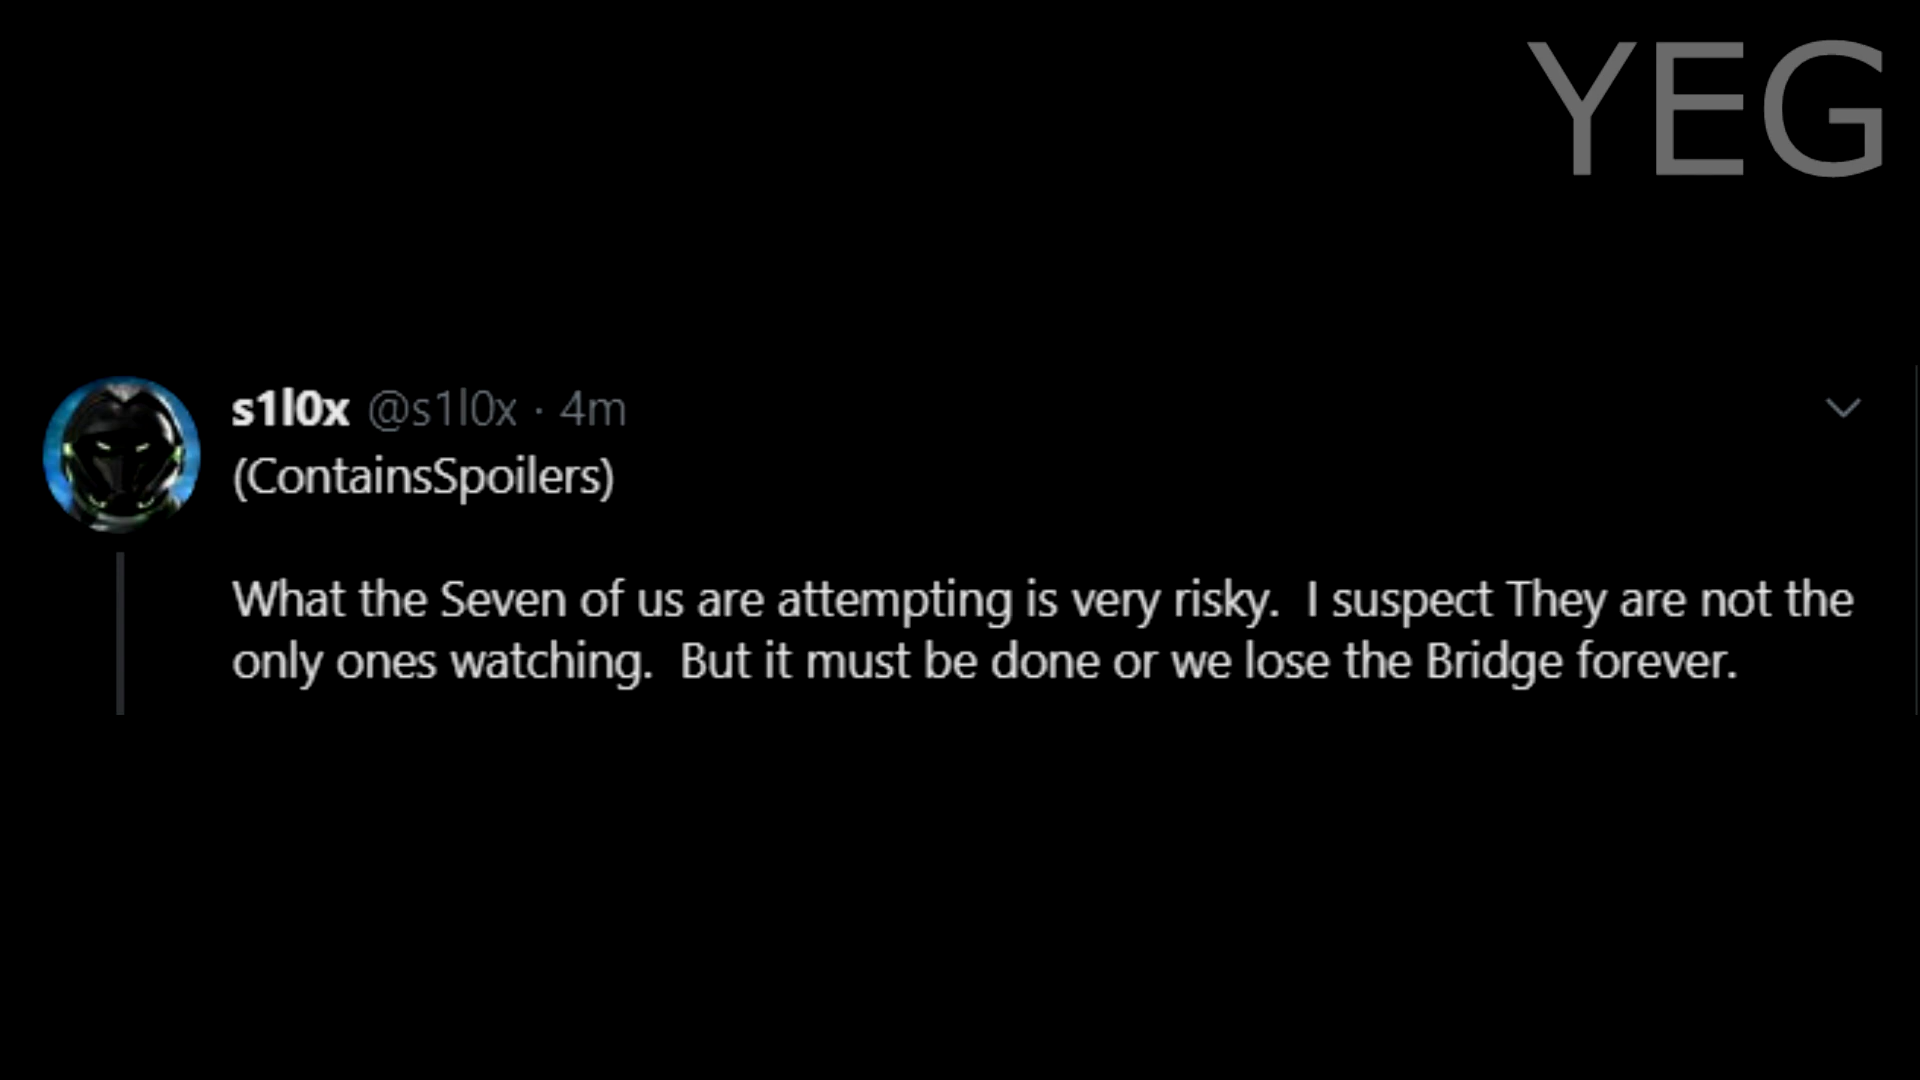 YEG
s1l0x @s1l0x · 4m
(ContainsSpoilers)
What the Seven of us are attempting is very risky.  I suspect They are not the
only ones watching.  But it must be done or we lose the Bridge forever.